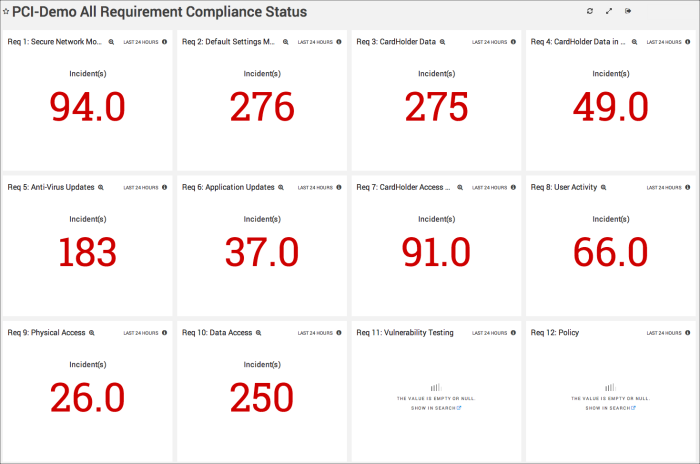 PCI-Demo All Requirement Compliance Status
Req 1: Secure Network Mo... LAST 24 HOURS
Incident(s)
94.0
Req 2: Default Settings M... LAST 24 HOURS
Incident(s)
276
Req 3: CardHolder Data LAST 24 HOURS
Incident(s)
275
Req 4: CardHolder Data in ... LAST 24 HOURS
Incident(s)
49.0
Req 5: Anti-Virus Updates LAST 24 HOURS
Incident(s)
183
Req 6: Application Updates LAST 24 HOURS
Incident(s)
37.0
Req 7: CardHolder Access ... LAST 24 HOURS
Incident(s)
91.0
Req 8: User Activity LAST 24 HOURS
Incident(s)
66.0
Req 9: Physical Access LAST 24 HOURS
Incident(s)
26.0
Req 10: Data Access LAST 24 HOURS
Incident(s)
250
Req 11: Vulnerability Testing LAST 24 HOURS
THE VALUE IS EMPTY OR NULL.
SHOW IN SEARCH
Req 12: Policy LAST 24 HOURS
THE VALUE IS EMPTY OR NULL.
SHOW IN SEARCH